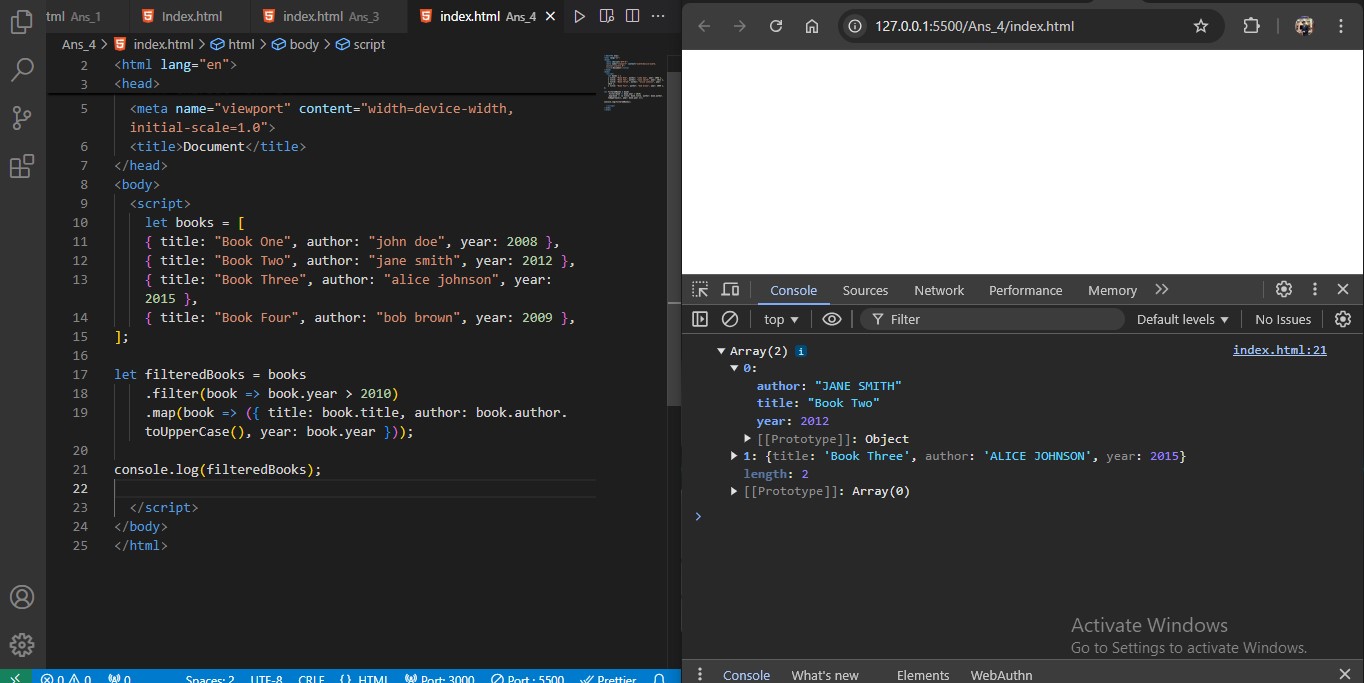 tml Ans_1
Index.html
index.html Ans_3
index.html Ans_4
Ans_4 > index.html > html > body > script
2 <html lang="en">
3 <head>
5 <meta name="viewport" content="width=device-width,
initial-scale=1.0">
6 <title>Document</title>
7 </head>
8 <body>
9 <script>
10 let books = [
11 { title: "Book One", author: "john doe", year: 2008 },
12 { title: "Book Two", author: "jane smith", year: 2012 },
13 { title: "Book Three", author: "alice johnson", year:
2015 },
14 { title: "Book Four", author: "bob brown", year: 2009 },
15 ];
16
17 let filteredBooks = books
18 .filter(book => book.year > 2010)
19 .map(book => ({ title: book.title, author: book.author.
toUpperCase(), year: book.year }));
20
21 console.log(filteredBooks);
22
23 </script>
24 </body>
25 </html>
0 0 0 Spaces: 2 UTF-8 CRLF {} HTML Port: 3000 Port : 5500 Prettier
127.0.0.1:5500/Ans_4/index.html
Console Sources Network Performance Memory
top Filter Default levels No Issues
Array(2) i index.html:21
0:
author: "JANE SMITH"
title: "Book Two"
year: 2012
[[Prototype]]: Object
1: {title: 'Book Three', author: 'ALICE JOHNSON', year: 2015}
length: 2
[[Prototype]]: Array(0)
>
Activate Windows
Go to Settings to activate Windows.
Console What's new Elements WebAuthn